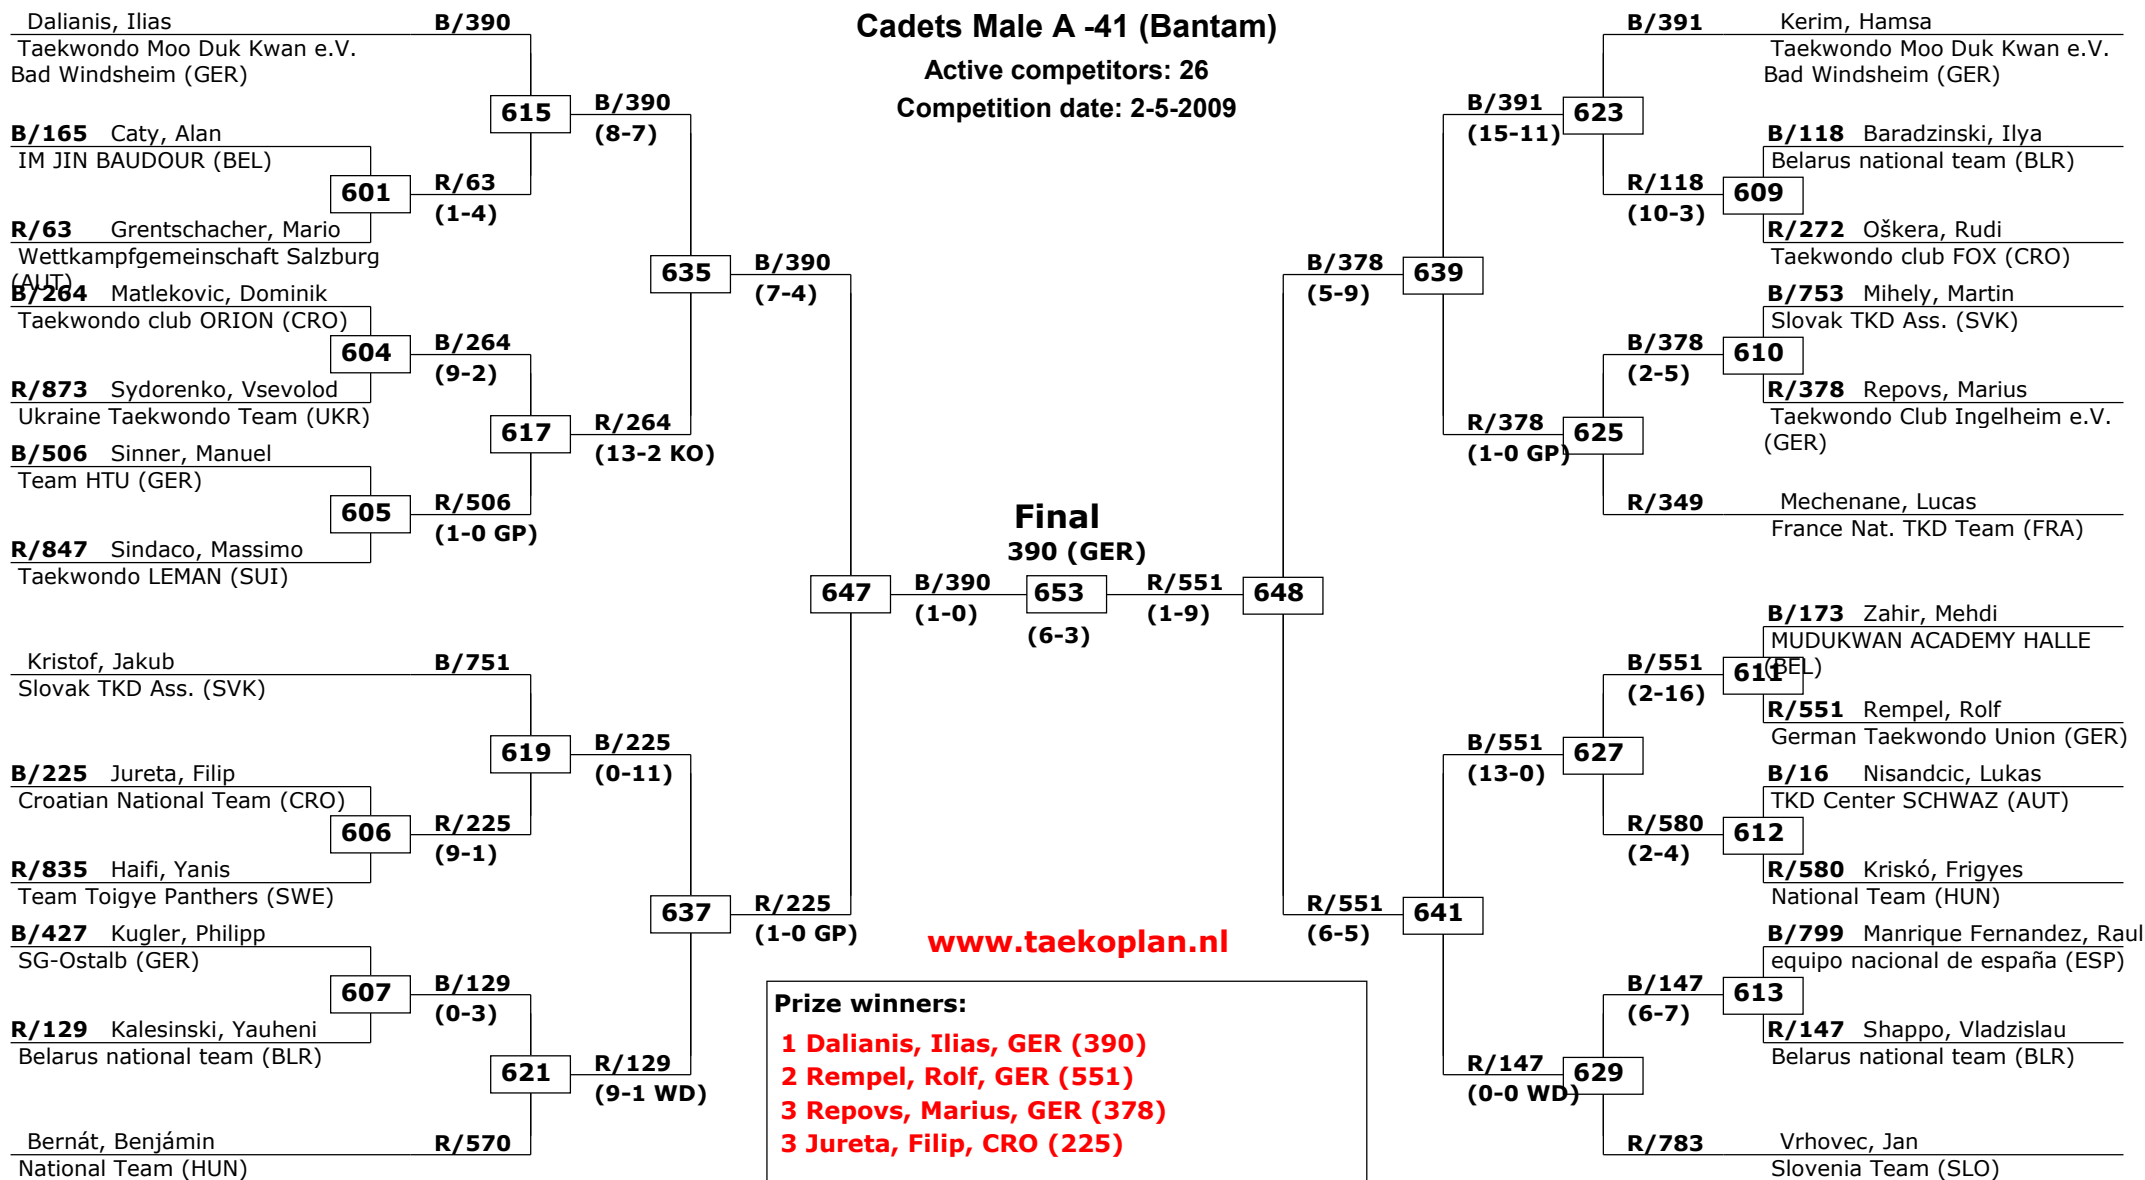 Cadets Male A -41 (Bantam)
Active competitors: 26
Competition date: 2-5-2009
Dalianis, Ilias
B/390
Taekwondo Moo Duk Kwan e.V.
Bad Windsheim (GER)
615
B/390
(8-7)
B/165 Caty, Alan
IM JIN BAUDOUR (BEL)
601
R/63
(1-4)
R/63 Grentschacher, Mario
Wettkampfgemeinschaft Salzburg
(AUT)
635
B/390
(7-4)
B/264 Matlekovic, Dominik
Taekwondo club ORION (CRO)
604
B/264
(9-2)
R/873 Sydorenko, Vsevolod
Ukraine Taekwondo Team (UKR)
617
R/264
(13-2 KO)
B/506 Sinner, Manuel
Team HTU (GER)
605
R/506
(1-0 GP)
R/847 Sindaco, Massimo
Taekwondo LEMAN (SUI)
647
B/390
(1-0)
Kristof, Jakub
B/751
Slovak TKD Ass. (SVK)
619
B/225
(0-11)
B/225 Jureta, Filip
Croatian National Team (CRO)
606
R/225
(9-1)
R/835 Haifi, Yanis
Team Toigye Panthers (SWE)
637
R/225
(1-0 GP)
B/427 Kugler, Philipp
SG-Ostalb (GER)
607
B/129
(0-3)
R/129 Kalesinski, Yauheni
Belarus national team (BLR)
621
R/129
(9-1 WD)
Bernát, Benjámin
R/570
National Team (HUN)
Final
390 (GER)
653
(6-3)
B/391
Kerim, Hamsa
Taekwondo Moo Duk Kwan e.V.
Bad Windsheim (GER)
B/391
(15-11)
623
B/118 Baradzinski, Ilya
Belarus national team (BLR)
R/118
(10-3)
609
R/272 Oškera, Rudi
Taekwondo club FOX (CRO)
B/378
(5-9)
639
B/753 Mihely, Martin
Slovak TKD Ass. (SVK)
B/378
(2-5)
610
R/378 Repovs, Marius
Taekwondo Club Ingelheim e.V.
(GER)
R/378
(1-0 GP)
625
R/349
Mechenane, Lucas
France Nat. TKD Team (FRA)
R/551
(1-9)
648
B/173 Zahir, Mehdi
MUDUKWAN ACADEMY HALLE
(BEL)
B/551
(2-16)
611
R/551 Rempel, Rolf
German Taekwondo Union (GER)
B/551
(13-0)
627
B/16 Nisandcic, Lukas
TKD Center SCHWAZ (AUT)
R/580
(2-4)
612
R/580 Kriskó, Frigyes
National Team (HUN)
R/551
(6-5)
641
B/799 Manrique Fernandez, Raul
equipo nacional de españa (ESP)
B/147
(6-7)
613
R/147 Shappo, Vladzislau
Belarus national team (BLR)
R/147
(0-0 WD)
629
R/783
Vrhovec, Jan
Slovenia Team (SLO)
www.taekoplan.nl
Prize winners:
1 Dalianis, Ilias, GER (390)
2 Rempel, Rolf, GER (551)
3 Repovs, Marius, GER (378)
3 Jureta, Filip, CRO (225)